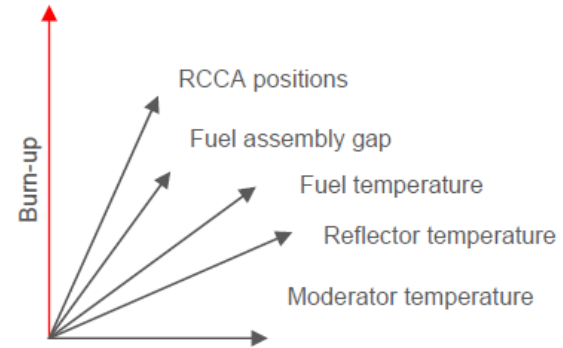 RCCA positions
Fuel assembly gap
Fuel temperature
Reflector temperature
Moderator temperature
Burn-up